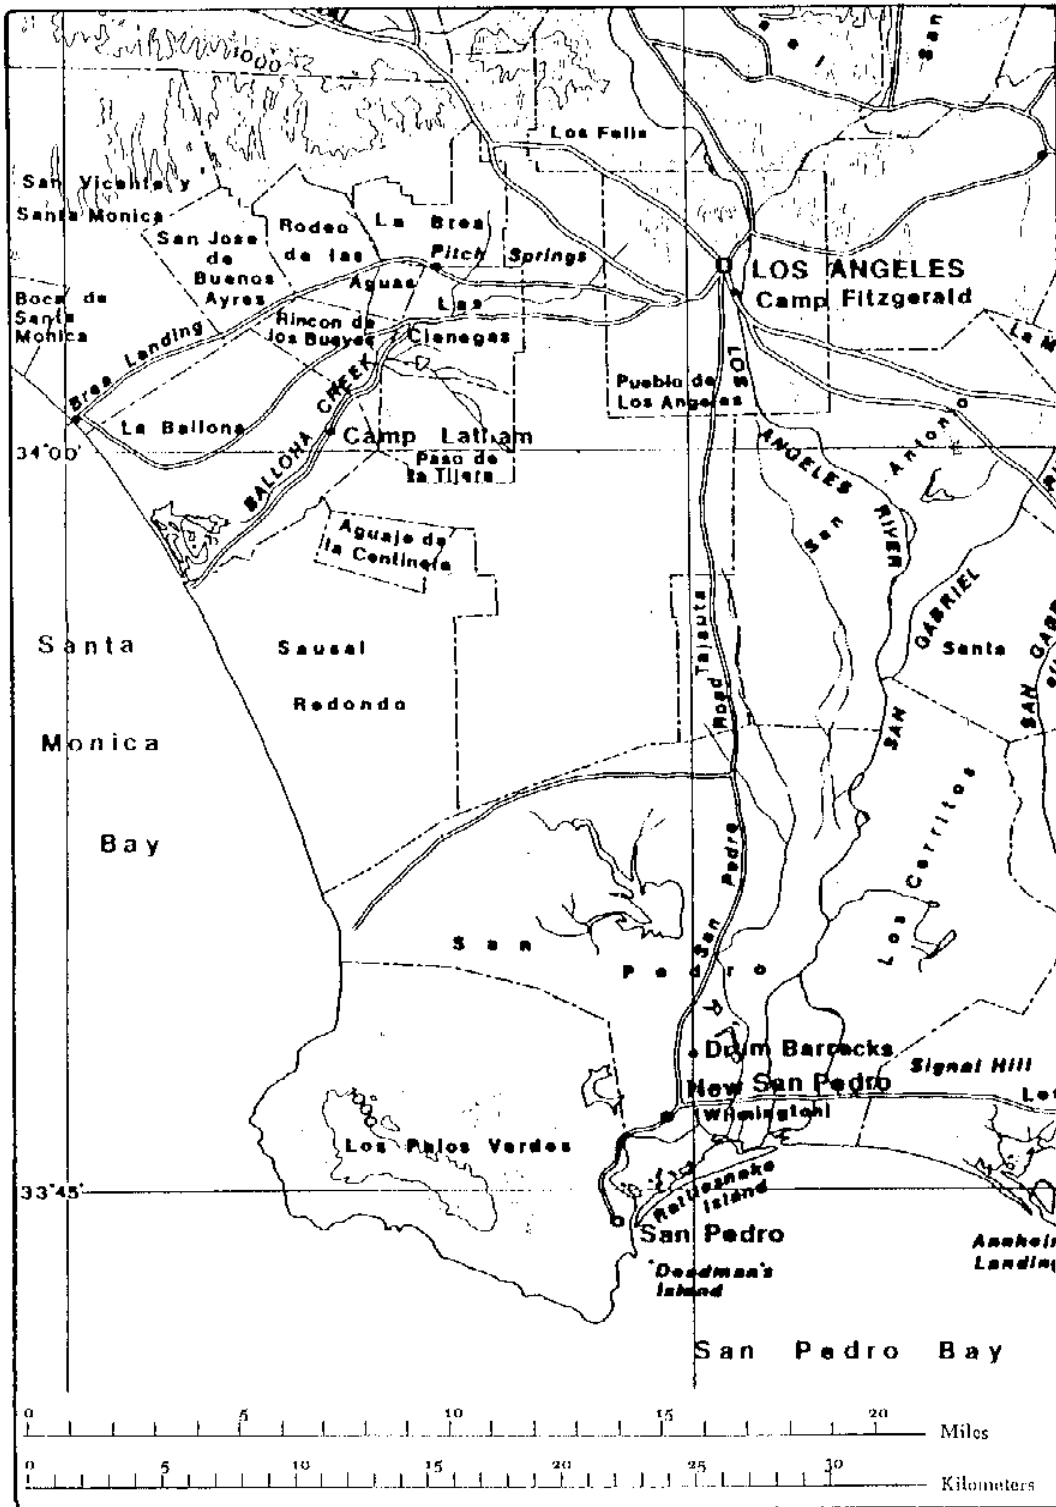 1000
San
Los Felis
San Vicente y
Santa Monica
San Jose
de
Buenos
Ayres
Rodeo
de las
Aguas
La Brea
Pitch Springs
Las
Cienegas
LOS ANGELES
Camp Fitzgerald
Boca de
Santa
Monica
Brea Landing
Rincon de
los Bueyes
La M
La Ballona
BALLONA CREEK
Camp Latham
Pueblo de
Los Angeles
LOS ANGELES RIVER
San Antonio
34°00'
Paso de
la Tijera
Aguaje de
la Centinela
SAN GABRIEL
Santa
SAN GABR
Santa
Monica
Bay
Sausal
Redondo
Tajauta
San Pedro Road
Los Cerritos
San
Pedro
Drum Barracks
New San Pedro
(Wilmington)
Signal Hill
Los Palos Verdes
33°45'
Rattlesnake
Island
San Pedro
Deadman's
Island
Anaheim
Landing
San Pedro Bay
0 5 10 15 20
Miles
0 5 10 15 20 25 30
Kilometers